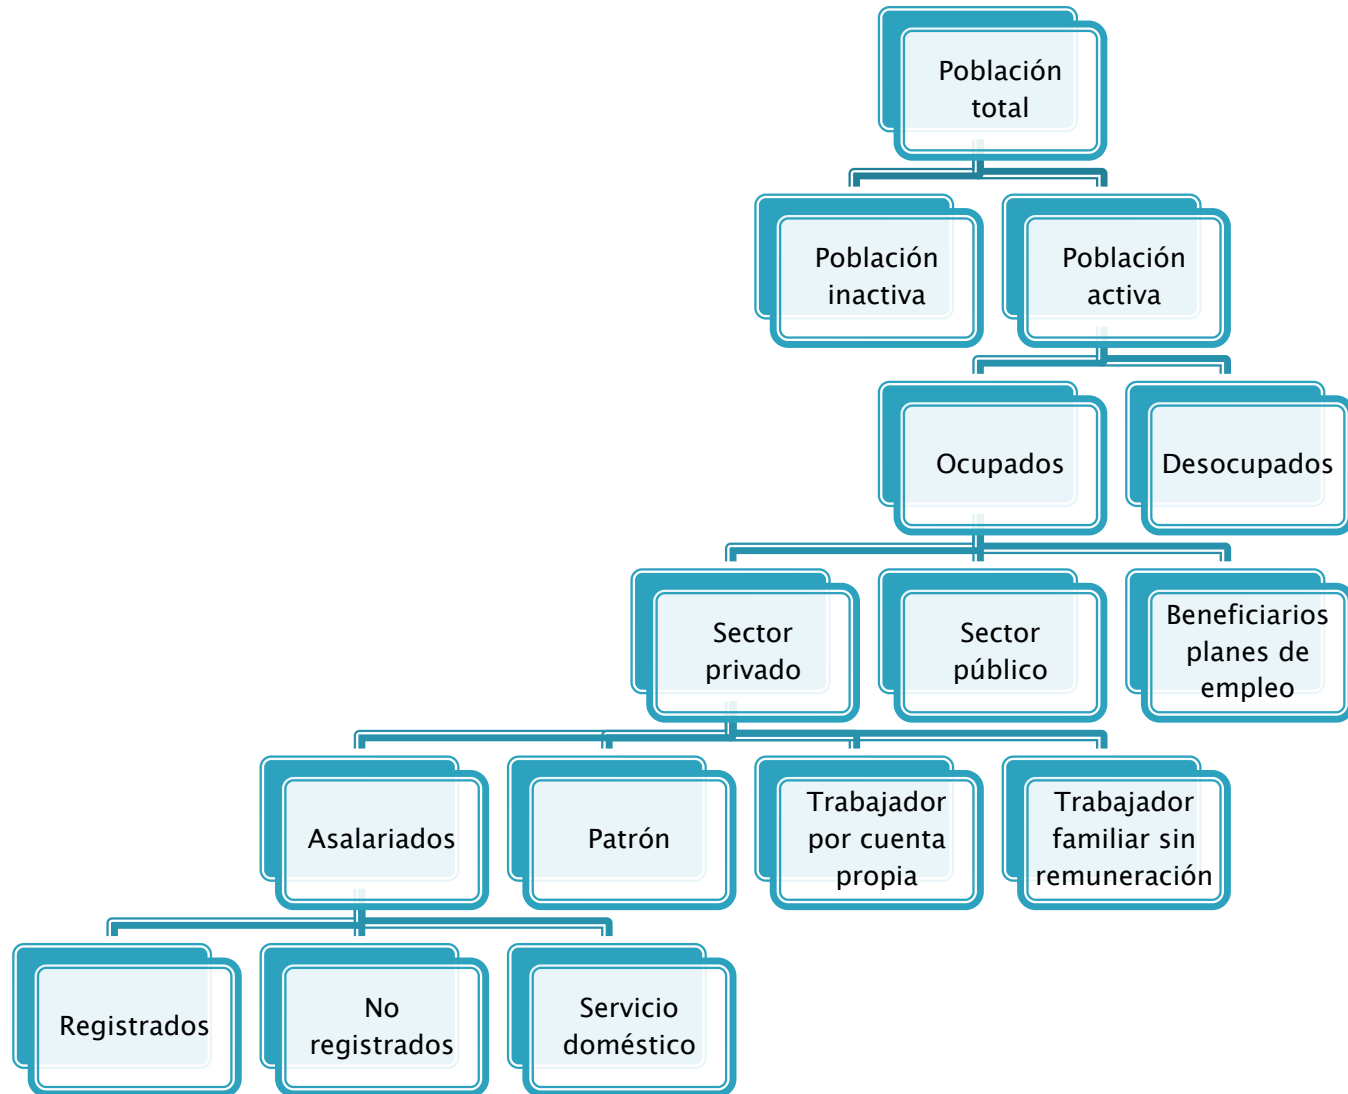 Población
total
Población
inactiva
Población
activa
Ocupados
Desocupados
Sector
privado
Sector
público
Beneficiarios
planes de
empleo
Asalariados
Patrón
Trabajador
por cuenta
propia
Trabajador
familiar sin
remuneración
Registrados
No
registrados
Servicio
doméstico